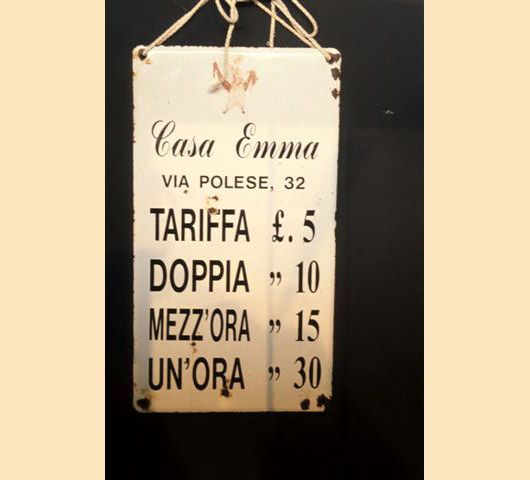 Casa Emma
VIA POLESE, 32
TARIFFA £. 5
DOPPIA " 10
MEZZ'ORA " 15
UN'ORA " 30